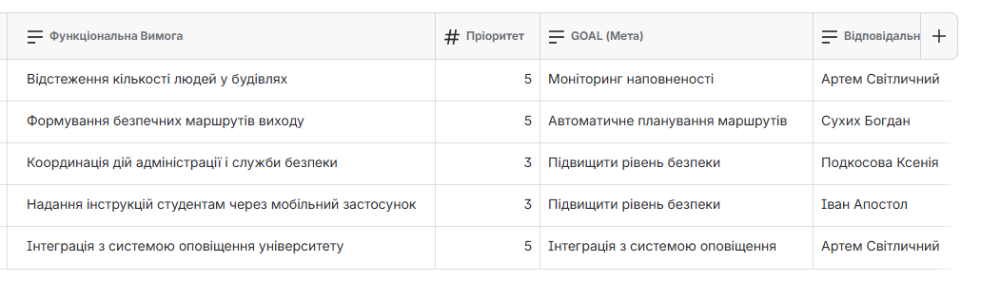 Функціональна Вимога Пріоритет GOAL (Мета) Відповідальн
Відстеження кількості людей у будівлях 5 Моніторинг наповненості Артем Світличний
Формування безпечних маршрутів виходу 5 Автоматичне планування маршрутів Сухих Богдан
Координація дій адміністрації і служби безпеки 3 Підвищити рівень безпеки Подкосова Ксенія
Надання інструкцій студентам через мобільний застосунок 3 Підвищити рівень безпеки Іван Апостол
Інтеграція з системою оповіщення університету 5 Інтеграція з системою оповіщення Артем Світличний